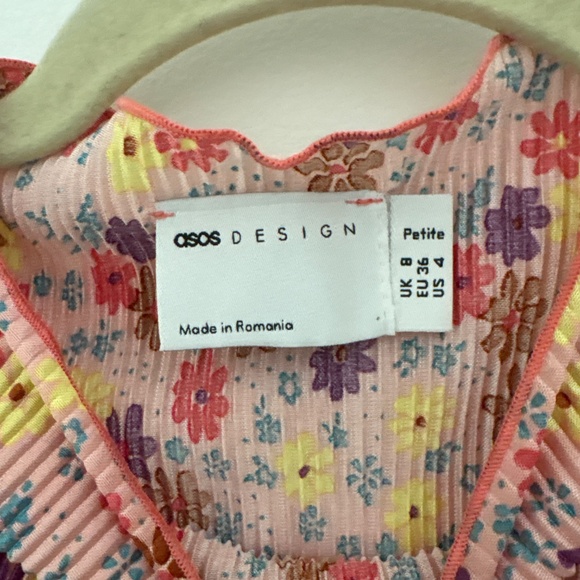 asos DESIGN
Made in Romania
Petite
UK 8
EU 36
US 4